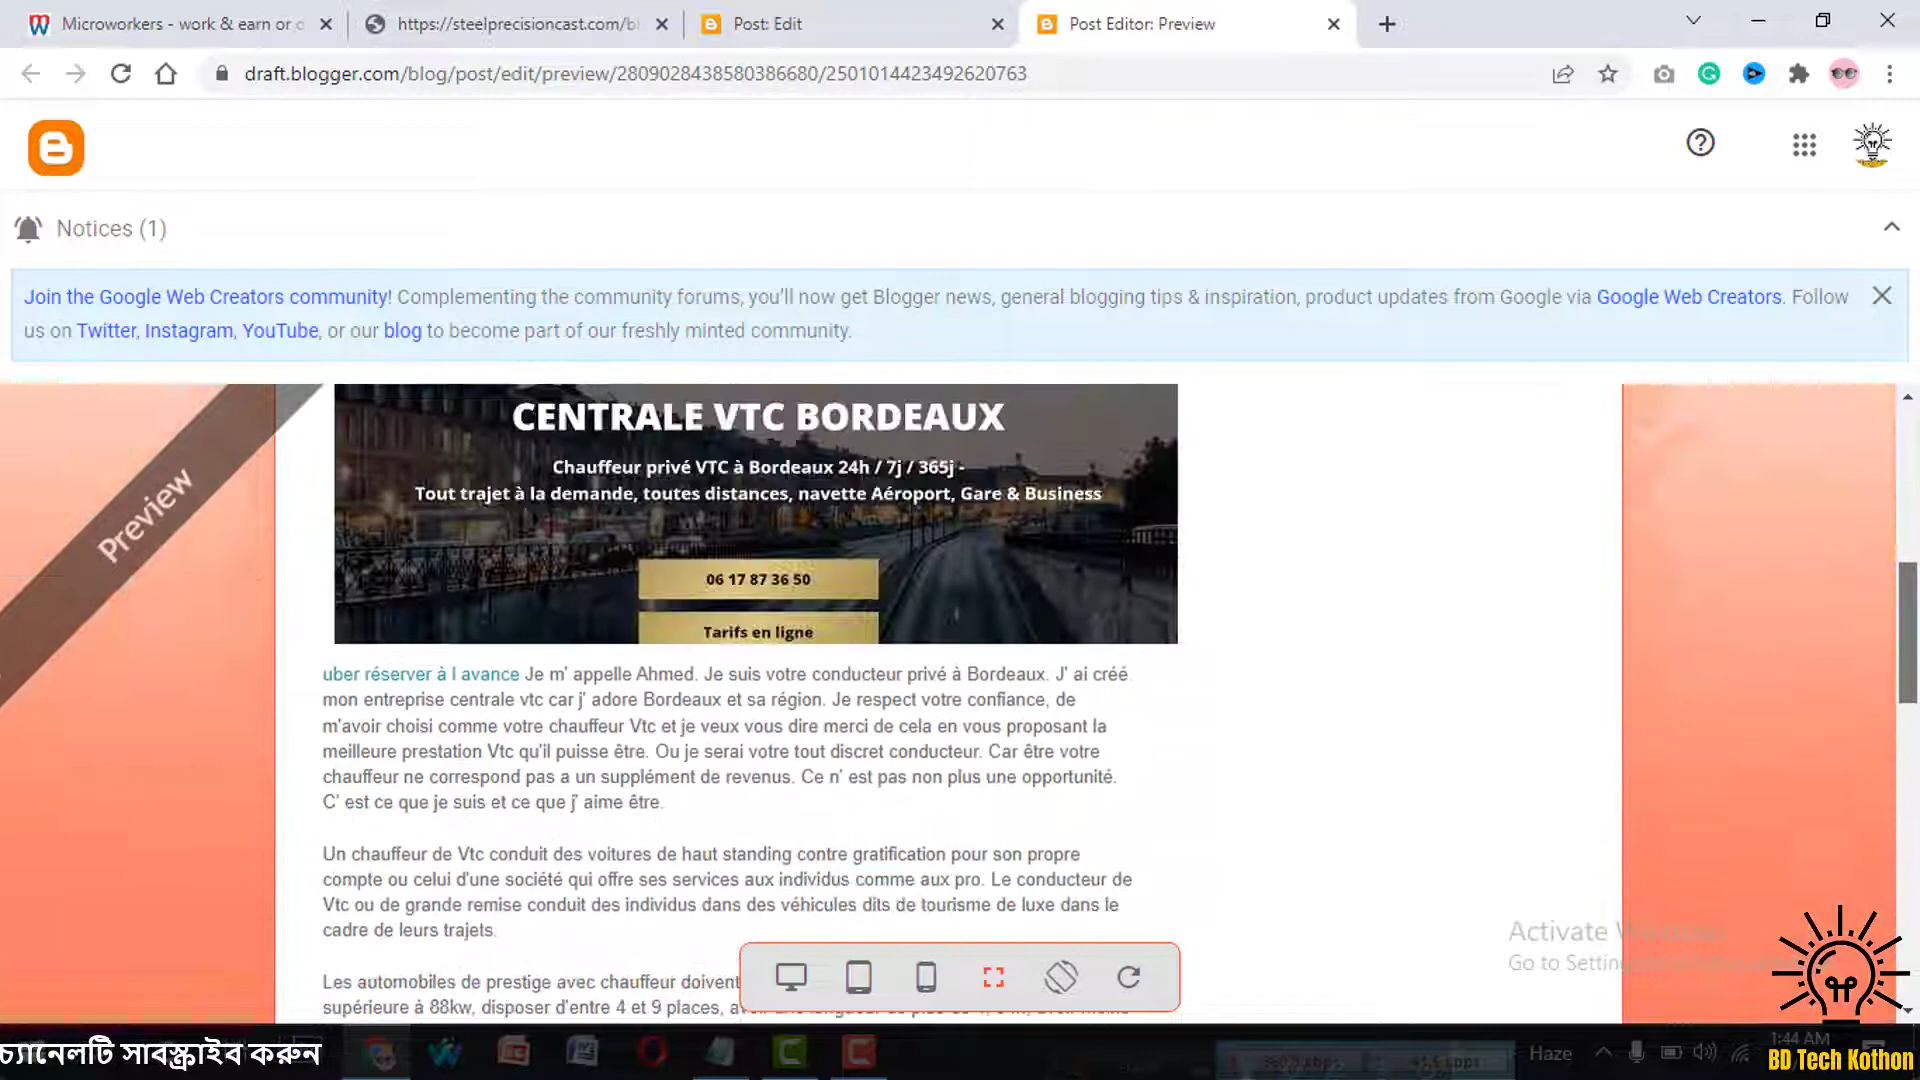 Microworkers - work & earn or o
https://steelprecisioncast.com/bl
Post: Edit
Post Editor: Preview
draft.blogger.com/blog/post/edit/preview/2809028438580386680/2501014423492620763
Notices (1)
Join the Google Web Creators community! Complementing the community forums, you'll now get Blogger news, general blogging tips & inspiration, product updates from Google via Google Web Creators. Follow
us on Twitter, Instagram, YouTube, or our blog to become part of our freshly minted community.
Preview
CENTRALE VTC BORDEAUX
Chauffeur privé VTC à Bordeaux 24h / 7j / 365j -
Tout trajet à la demande, toutes distances, navette Aéroport, Gare & Business
06 17 87 36 50
Tarifs en ligne
uber réserver à l avance Je m' appelle Ahmed. Je suis votre conducteur privé à Bordeaux. J' ai créé
mon entreprise centrale vtc car j' adore Bordeaux et sa région. Je respect votre confiance, de
m'avoir choisi comme votre chauffeur Vtc et je veux vous dire merci de cela en vous proposant la
meilleure prestation Vtc qu'il puisse être. Ou je serai votre tout discret conducteur. Car être votre
chauffeur ne correspond pas a un supplément de revenus. Ce n' est pas non plus une opportunité.
C' est ce que je suis et ce que j' aime être.
Un chauffeur de Vtc conduit des voitures de haut standing contre gratification pour son propre
compte ou celui d'une société qui offre ses services aux individus comme aux pro. Le conducteur de
Vtc ou de grande remise conduit des individus dans des véhicules dits de tourisme de luxe dans le
cadre de leurs trajets.
Les automobiles de prestige avec chauffeur doivent
supérieure à 88kw, disposer d'entre 4 et 9 places,
Activate Windows
Go to Setting
চ্যানেলটি সাবস্ক্রাইব করুন
Haze
1:44 AM
BD Tech Kothon